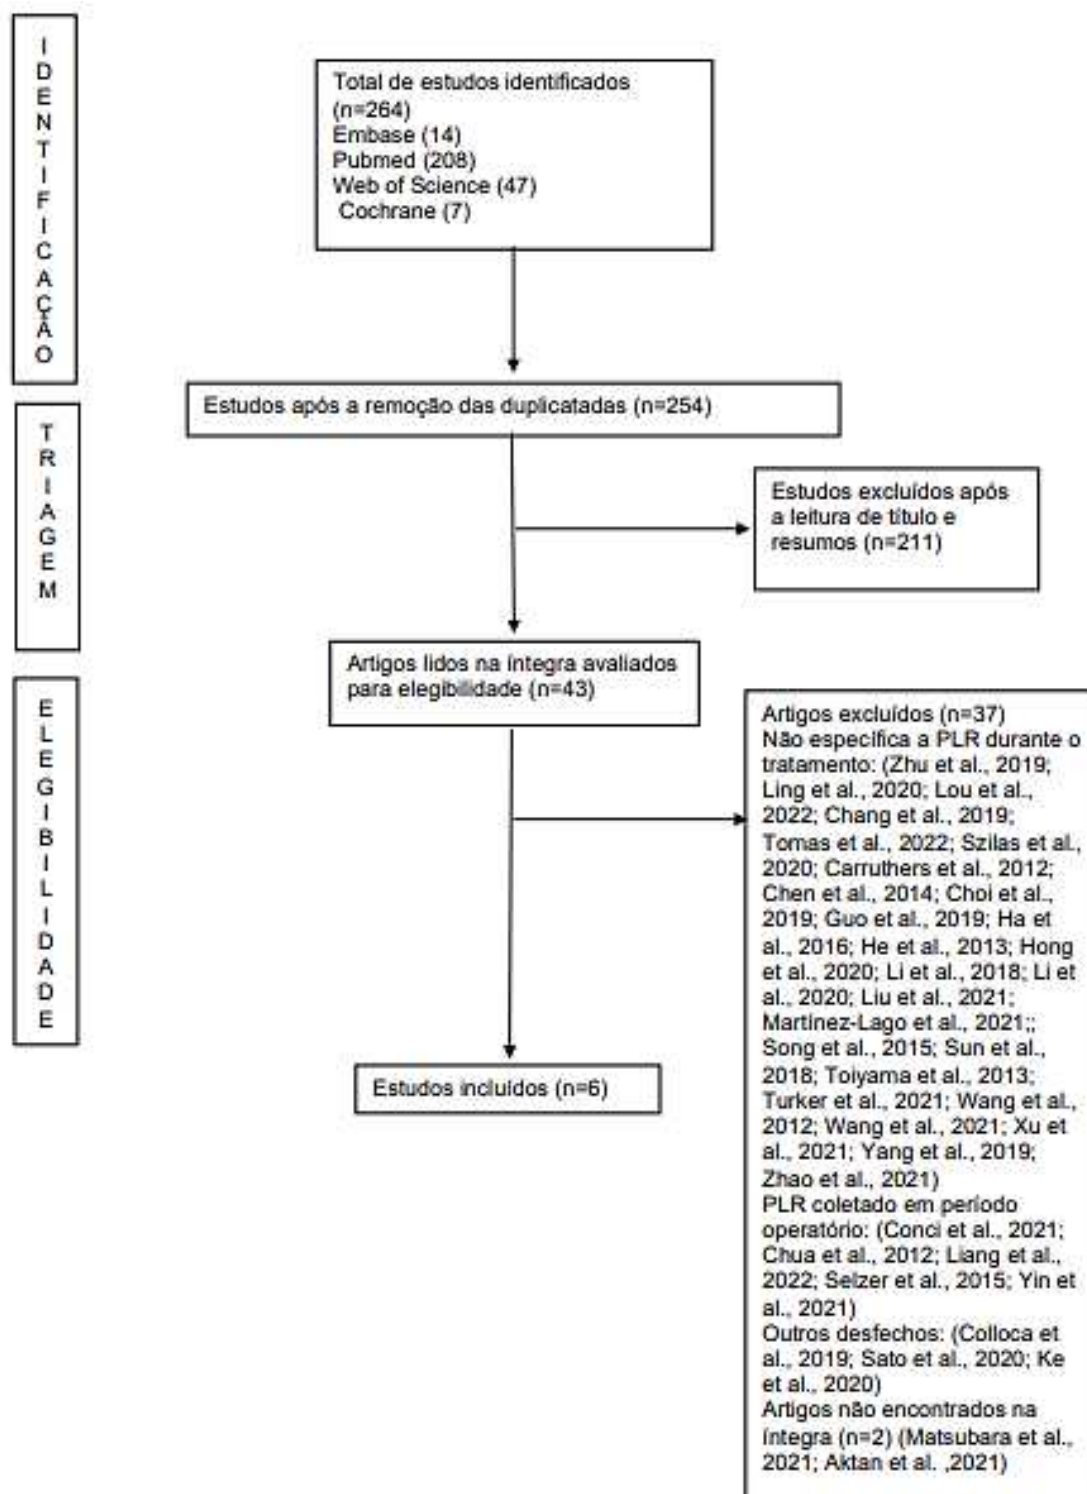 IDENTIFICAÇÃO
Total de estudos identificados
(n=264)
Embase (14)
Pubmed (208)
Web of Science (47)
Cochrane (7)
Estudos após a remoção das duplicatadas (n=254)
TRIAGEM
Estudos excluídos após
a leitura de título e
resumos (n=211)
Artigos lidos na íntegra avaliados
para elegibilidade (n=43)
ELEGIBILIDADE
Artigos excluídos (n=37)
Não específica a PLR durante o
tratamento: (Zhu et al., 2019;
Ling et al., 2020; Lou et al.,
2022; Chang et al., 2019;
Tomas et al., 2022; Szilas et al.,
2020; Carruthers et al., 2012;
Chen et al., 2014; Choi et al.,
2019; Guo et al., 2019; Ha et
al., 2016; He et al., 2013; Hong
et al., 2020; Li et al., 2018; Li et
al., 2020; Liu et al., 2021;
Martínez-Lago et al., 2021;;
Song et al., 2015; Sun et al.,
2018; Toiyama et al., 2013;
Turker et al., 2021; Wang et al.,
2012; Wang et al., 2021; Xu et
al., 2021; Yang et al., 2019;
Zhao et al., 2021)
PLR coletado em período
operatório: (Conci et al., 2021;
Chua et al., 2012; Liang et al.,
2022; Selzer et al., 2015; Yin et
al., 2021)
Outros desfechos: (Colloca et
al., 2019; Sato et al., 2020; Ke
et al., 2020)
Artigos não encontrados na
íntegra (n=2) (Matsubara et al.,
2021; Aktan et al. ,2021)
Estudos incluídos (n=6)